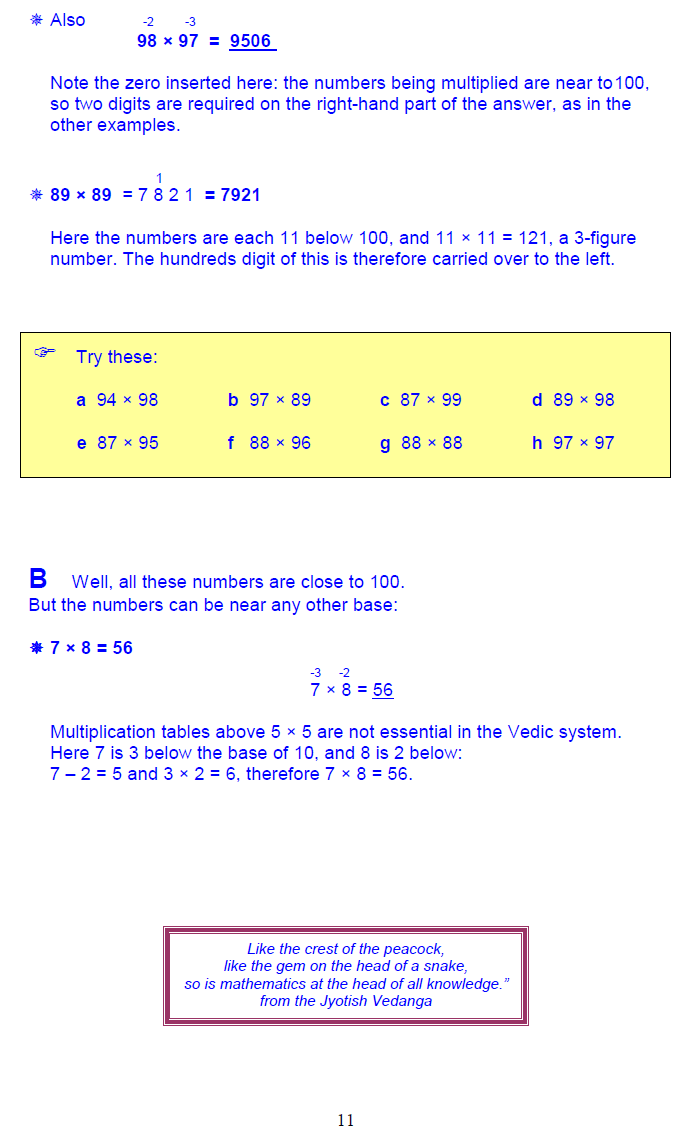 ❋ Also -2 -3
98 × 97 = 9506
Note the zero inserted here: the numbers being multiplied are near to 100,
so two digits are required on the right-hand part of the answer, as in the
other examples.
1
❋ 89 × 89 = 7 8 2 1 = 7921
Here the numbers are each 11 below 100, and 11 × 11 = 121, a 3-figure
number. The hundreds digit of this is therefore carried over to the left.
☞ Try these:
a 94 × 98 b 97 × 89 c 87 × 99 d 89 × 98
e 87 × 95 f 88 × 96 g 88 × 88 h 97 × 97
B Well, all these numbers are close to 100.
But the numbers can be near any other base:
❋ 7 × 8 = 56
-3 -2
7 × 8 = 56
Multiplication tables above 5 × 5 are not essential in the Vedic system.
Here 7 is 3 below the base of 10, and 8 is 2 below:
7 – 2 = 5 and 3 × 2 = 6, therefore 7 × 8 = 56.
Like the crest of the peacock,
like the gem on the head of a snake,
so is mathematics at the head of all knowledge.”
from the Jyotish Vedanga
11